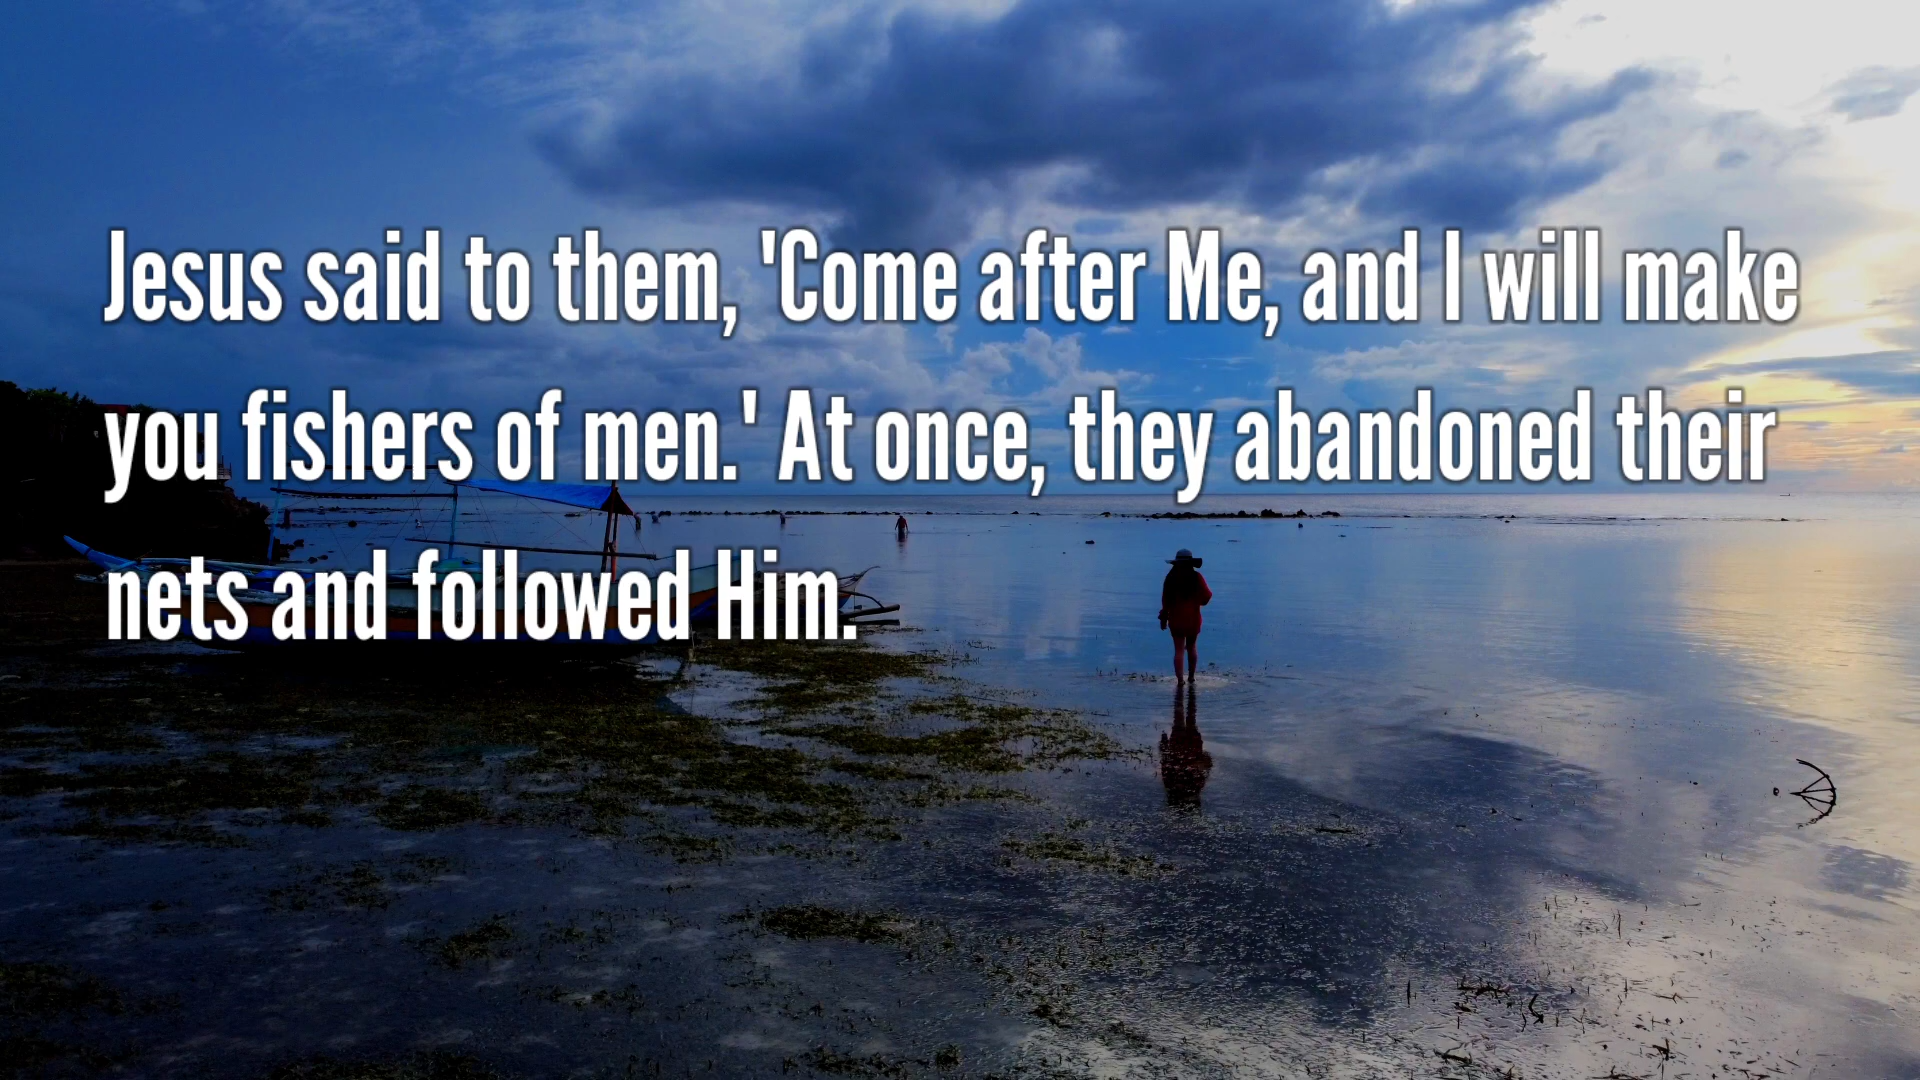 Jesus said to them, 'Come after Me, and I will make
you fishers of men.' At once, they abandoned their
nets and followed Him.